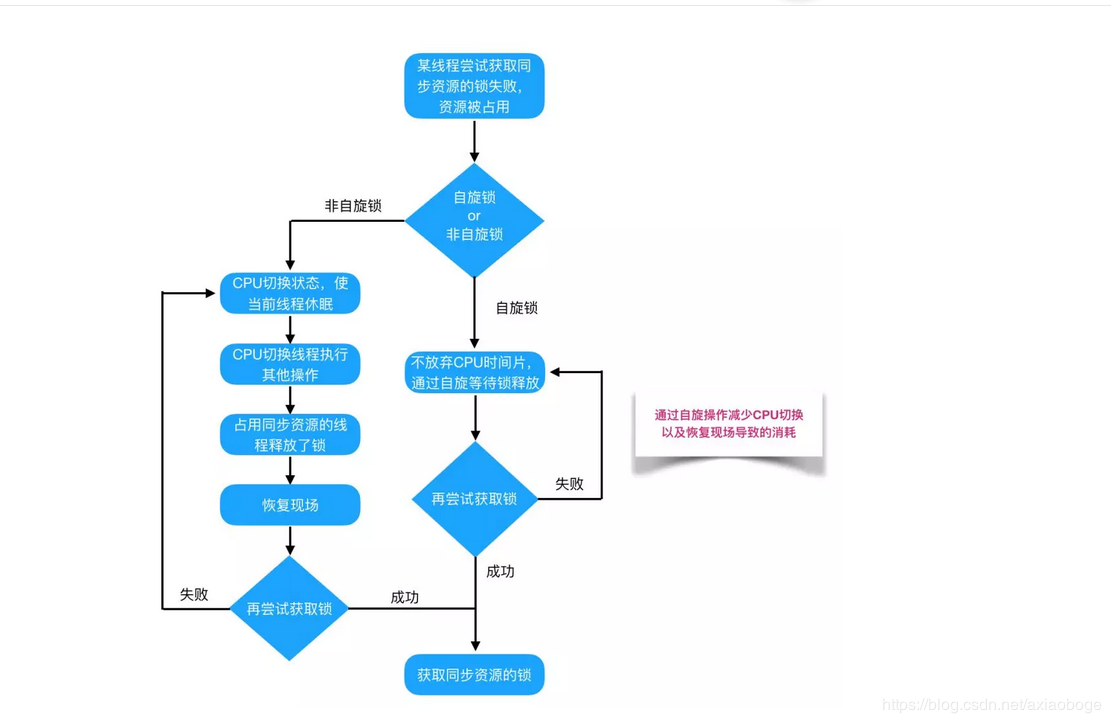 某线程尝试获取同
步资源的锁失败，
资源被占用
自旋锁
or
非自旋锁
非自旋锁
自旋锁
CPU切换状态，使
当前线程休眠
CPU切换线程执行
其他操作
占用同步资源的线
程释放了锁
恢复现场
再尝试获取锁
失败
成功
不放弃CPU时间片，
通过自旋等待锁释放
再尝试获取锁
失败
成功
获取同步资源的锁
通过自旋操作减少CPU切换
以及恢复现场导致的消耗
https://blog.csdn.net/axiaoboge